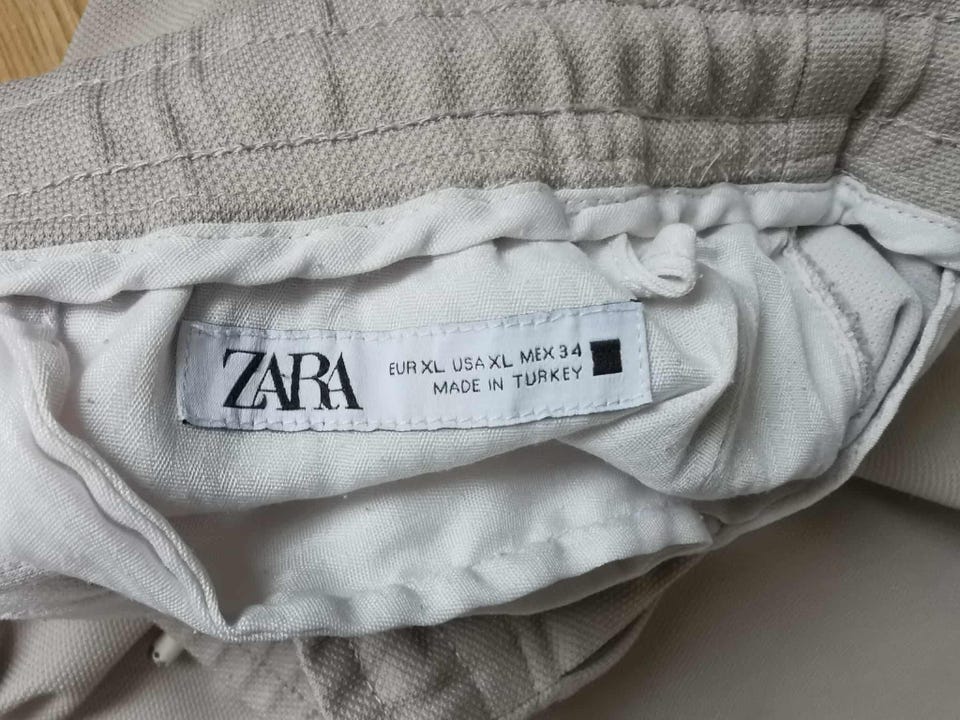 ZARA
EUR XL USA XL MEX 34
MADE IN TURKEY